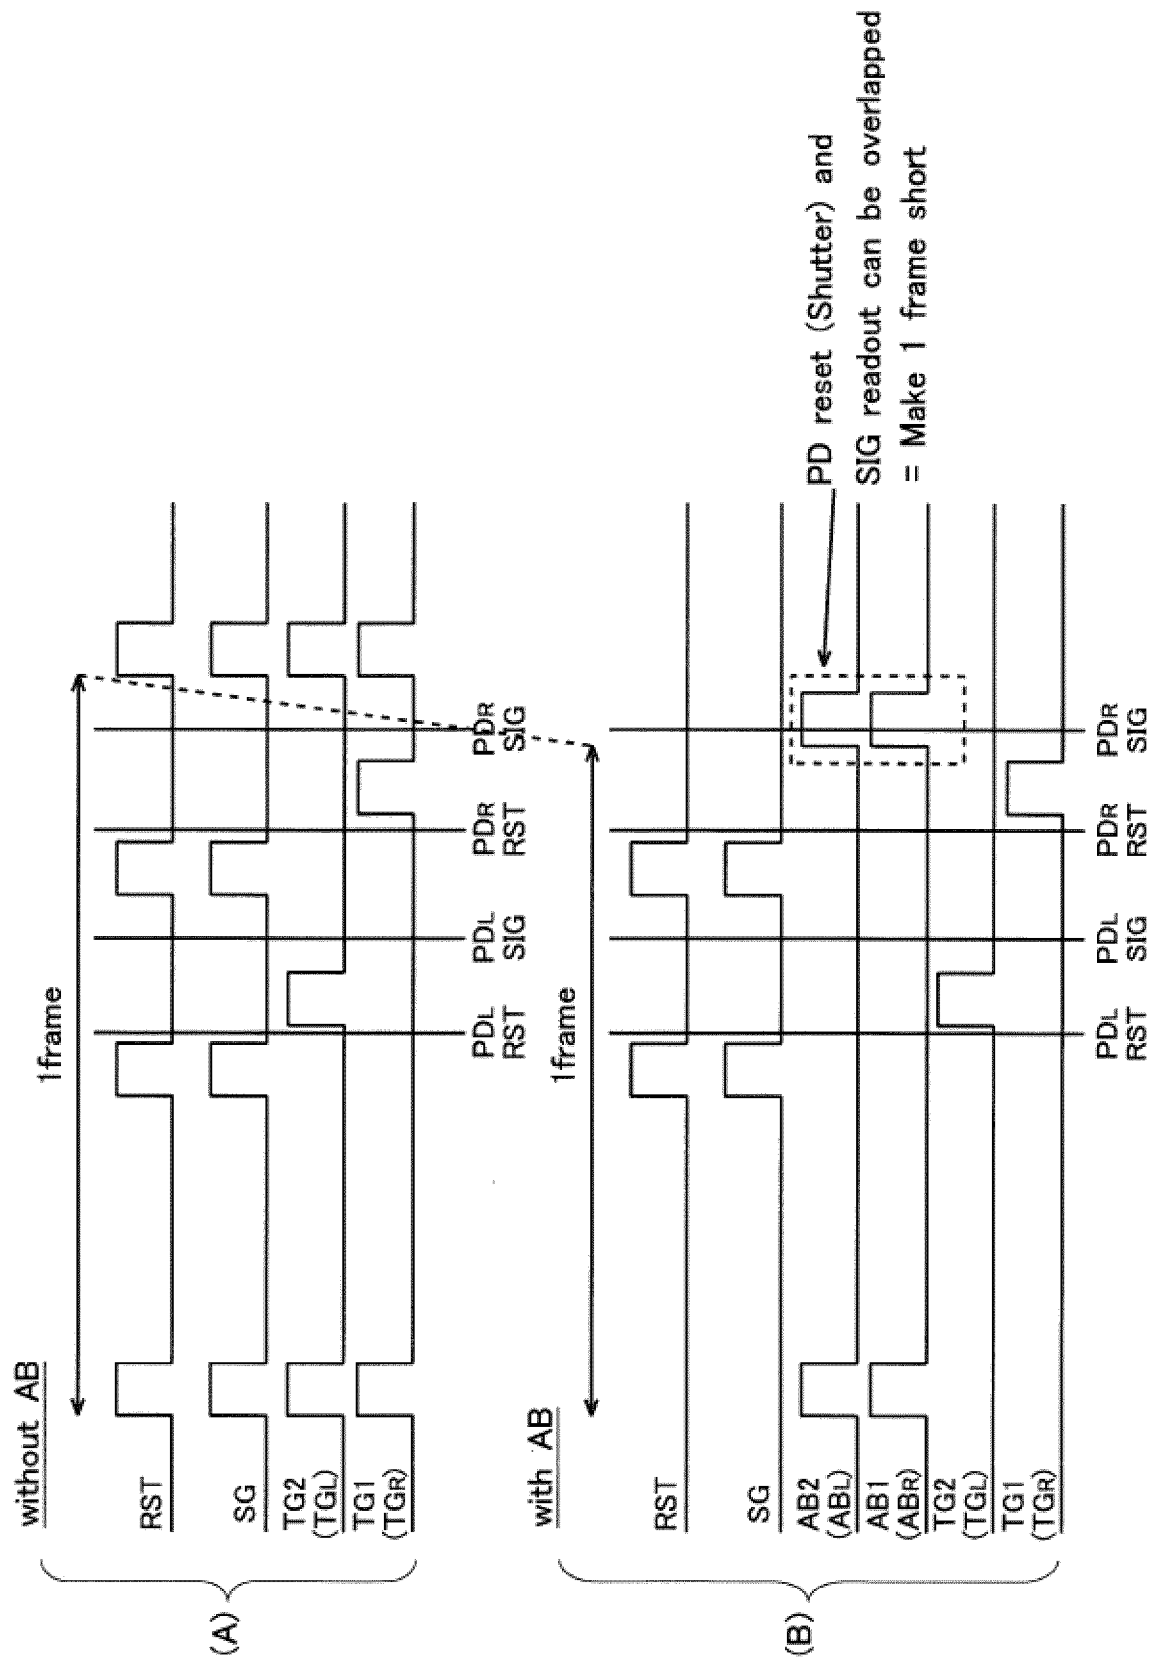 (A)
without AB
1frame
RST
SG
TG2
(TGL)
TG1
(TGR)
PDL
RST
PDL
SIG
PDR
RST
PDR
SIG
(B)
with AB
1frame
RST
SG
AB2
(ABL)
AB1
(ABR)
TG2
(TGL)
TG1
(TGR)
PDL
RST
PDL
SIG
PDR
RST
PDR
SIG
PD reset (Shutter) and
SIG readout can be overlapped
= Make 1 frame short